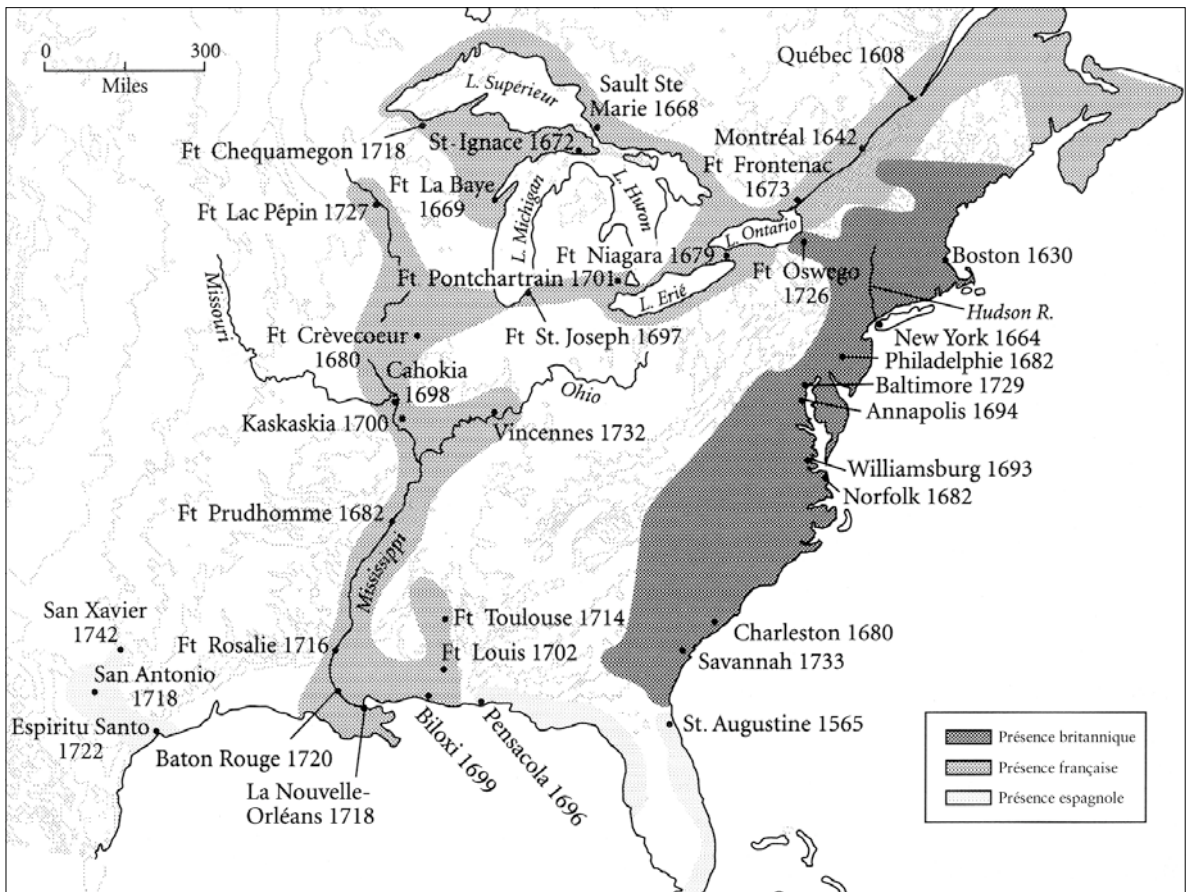 0 300
Miles
Québec 1608
L. Supérieur
Sault Ste
Marie 1668
Montréal 1642
St-Ignace 1672
Ft Chequamegon 1718
Ft Frontenac
1673
Ft La Baye
1669
L. Michigan
L. Huron
Ft Lac Pépin 1727
L. Ontario
Ft Niagara 1679
Boston 1630
Ft Oswego
1726
Missouri
Ft Pontchartrain 1701
L. Erié
Hudson R.
New York 1664
Ft Crèvecoeur
1680
Ft St. Joseph 1697
Philadelphie 1682
Cahokia
1698
Ohio
Baltimore 1729
Annapolis 1694
Kaskaskia 1700
Vincennes 1732
Williamsburg 1693
Norfolk 1682
Ft Prudhomme 1682
Mississippi
San Xavier
1742
Ft Toulouse 1714
Charleston 1680
Ft Rosalie 1716
Ft Louis 1702
Savannah 1733
San Antonio
1718
Espiritu Santo
1722
St. Augustine 1565
Baton Rouge 1720
Biloxi 1699
Pensacola 1696
La Nouvelle-
Orléans 1718
Présence britannique
Présence française
Présence espagnole